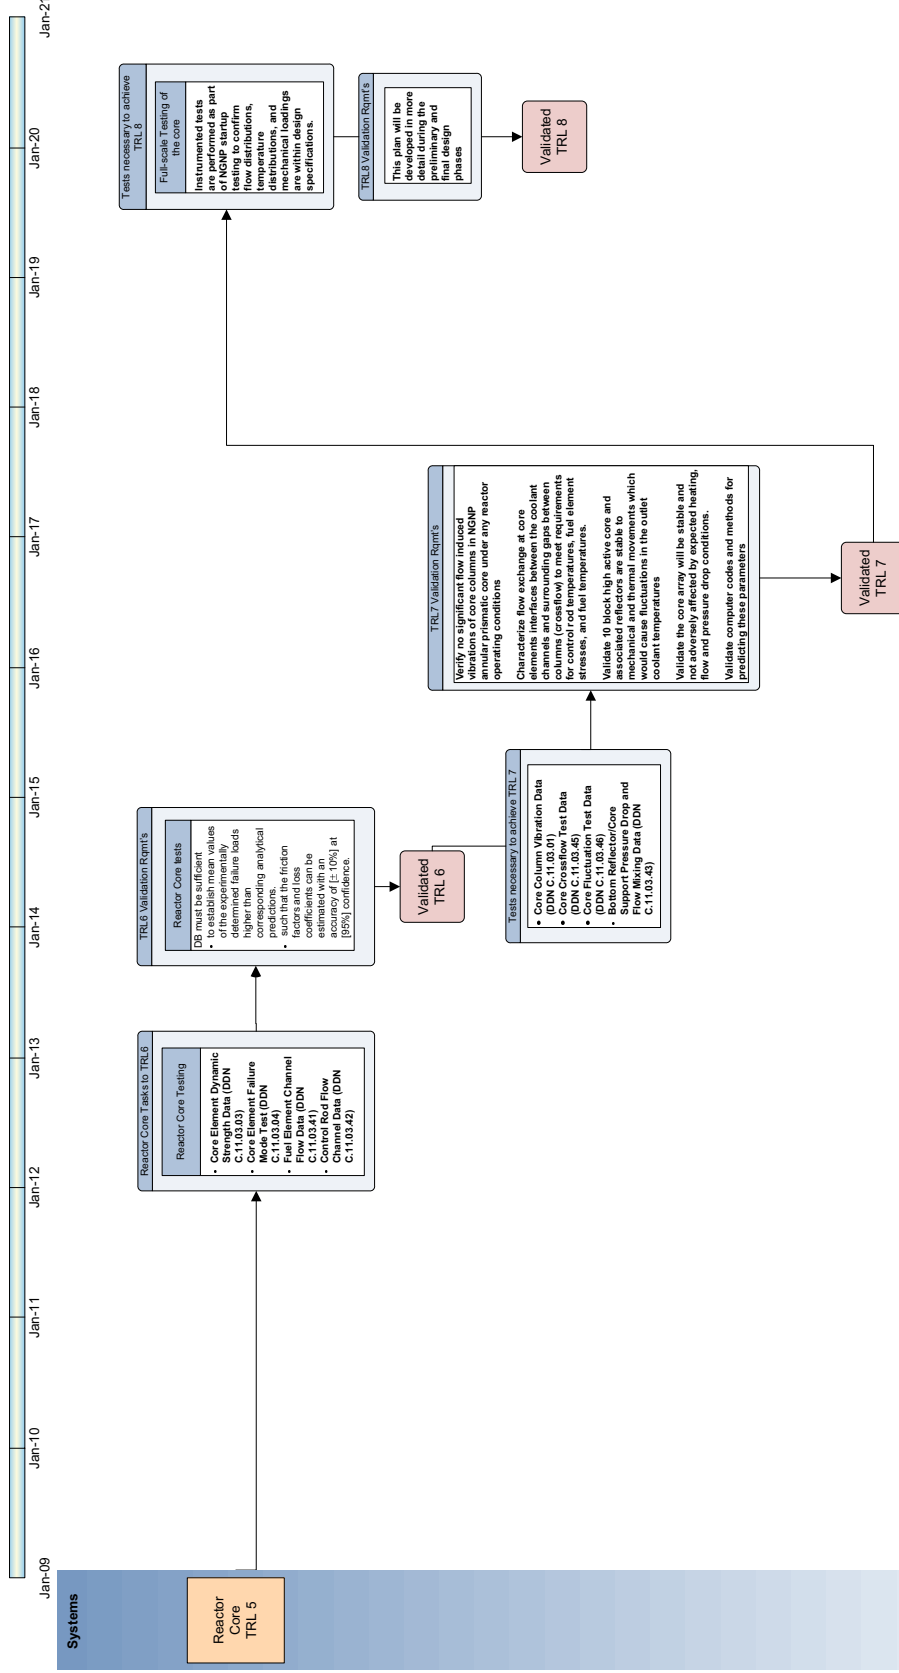 Jan-09
Jan-10
Jan-11
Jan-12
Jan-13
Jan-14
Jan-15
Jan-16
Jan-17
Jan-18
Jan-19
Jan-20
Jan-21
Systems
Reactor
Core
TRL 5
Reactor Core Tasks to TRL6
Reactor Core Testing
• Core Element Dynamic
Strength Data (DDN
C.11.03.03)
• Core Element Failure
Mode Test (DDN
C.11.03.04)
• Fuel Element Channel
Flow Data (DDN
C.11.03.41)
• Control Rod Flow
Channel Data (DDN
C.11.03.42)
TRL6 Validation Rqmt's
Reactor Core tests
DB must be sufficient
• to establish mean values
of the experimentally
determined failure loads
higher than
corresponding analytical
predictions.
• such that the friction
factors and loss
coefficients can be
estimated with an
accuracy of [± 10%] at
[95%] confidence.
Validated
TRL 6
Tests necessary to achieve TRL 7
• Core Column Vibration Data
(DDN C.11.03.01)
• Core Crossflow Test Data
(DDN C.11.03.45)
• Core Fluctuation Test Data
(DDN C.11.03.46)
• Bottom Reflector/Core
Support Pressure Drop and
Flow Mixing Data (DDN
C.11.03.43)
TRL7 Validation Rqmt's
Verify no significant flow induced
vibrations of core columns in NGNP
annular prismatic core under any reactor
operating conditions
Characterize flow exchange at core
elements interfaces between the coolant
channels and surrounding gaps between
columns (crossflow) to meet requirements
for control rod temperatures, fuel element
stresses, and fuel temperatures.
Validate 10 block high active core and
associated reflectors are stable to
mechanical and thermal movements which
would cause fluctuations in the outlet
coolant temperatures
Validate the core array will be stable and
not adversely affected by expected heating,
flow and pressure drop conditions.
Validate computer codes and methods for
predicting these parameters
Validated
TRL 7
Tests necessary to achieve
TRL 8
Full-scale Testing of
the core
Instrumented tests
are performed as part
of NGNP startup
testing to confirm
flow distributions,
temperature
distributions, and
mechanical loadings
are within design
specifications.
TRL8 Validation Rqmt's
This plan will be
developed in more
detail during the
preliminary and
final design
phases
Validated
TRL 8